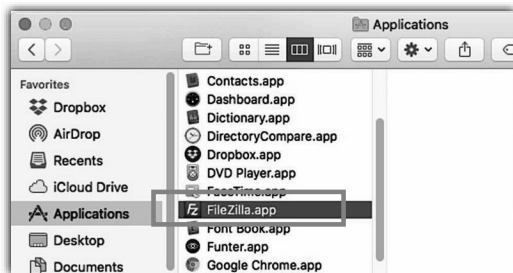 Applications
Favorites
Dropbox
AirDrop
Recents
iCloud Drive
Applications
Desktop
Documents
Contacts.app
Dashboard.app
Dictionary.app
DirectoryCompare.app
Dropbox.app
DVD Player.app
FaceTime.app
Fz FileZilla.app
Font Book.app
Funter.app
Google Chrome.app